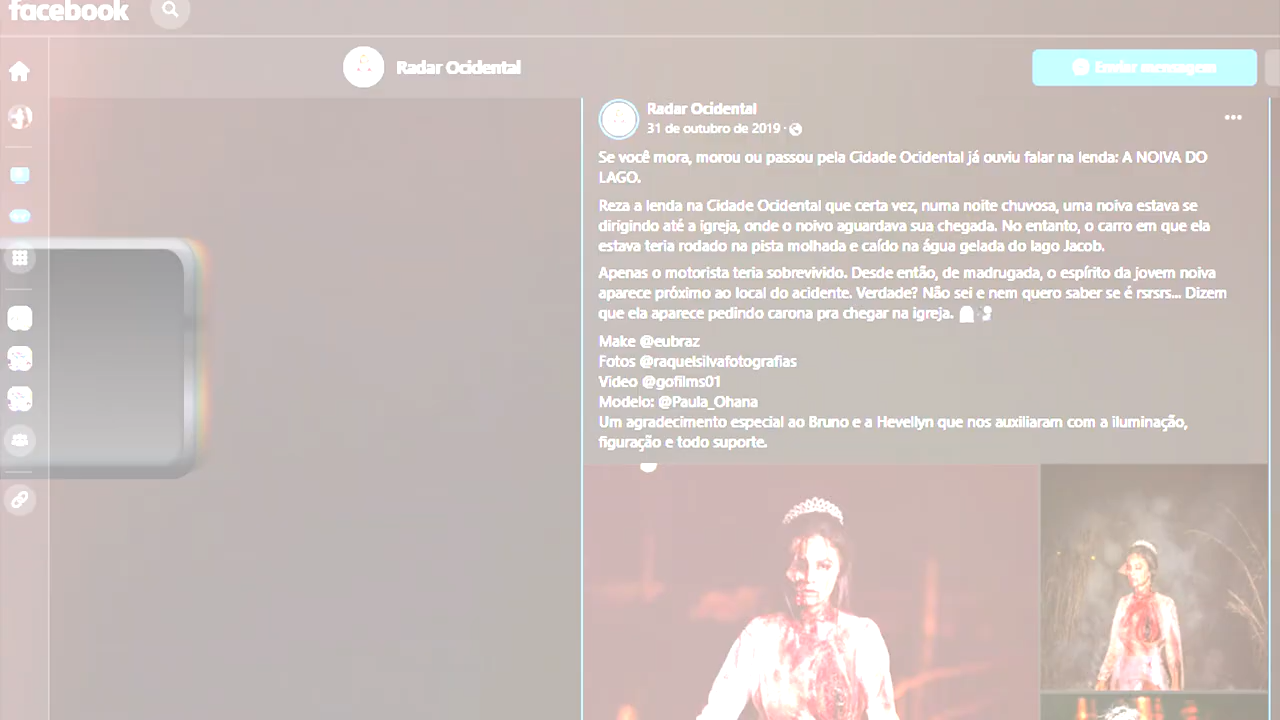 facebook
Radar Ocidental
Enviar mensagem
Radar Ocidental
31 de outubro de 2019 ·
Se você mora, morou ou passou pela Cidade Ocidental já ouviu falar na lenda: A NOIVA DO
LAGO.
Reza a lenda na Cidade Ocidental que certa vez, numa noite chuvosa, uma noiva estava se
dirigindo até a igreja, onde o noivo aguardava sua chegada. No entanto, o carro em que ela
estava teria rodado na pista molhada e caído na água gelada do lago Jacob.
Apenas o motorista teria sobrevivido. Desde então, de madrugada, o espírito da jovem noiva
aparece próximo ao local do acidente. Verdade? Não sei e nem quero saber se é rsrsrs... Dizem
que ela aparece pedindo carona pra chegar na igreja.
Make @eubraz
Fotos @raquelsilvafotografias
Video @gofilms01
Modelo: @Paula_Ohana
Um agradecimento especial ao Bruno e a Hevellyn que nos auxiliaram com a iluminação,
figuração e todo suporte.